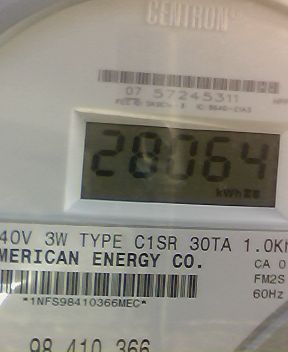 CENTRON
07 57245311
28064
kWh
40V 3W TYPE C1SR 30TA 1.0K
MERICAN ENERGY CO.
CA 0
FM2S
60Hz
*1NFS98410366MEC*
98 410 366